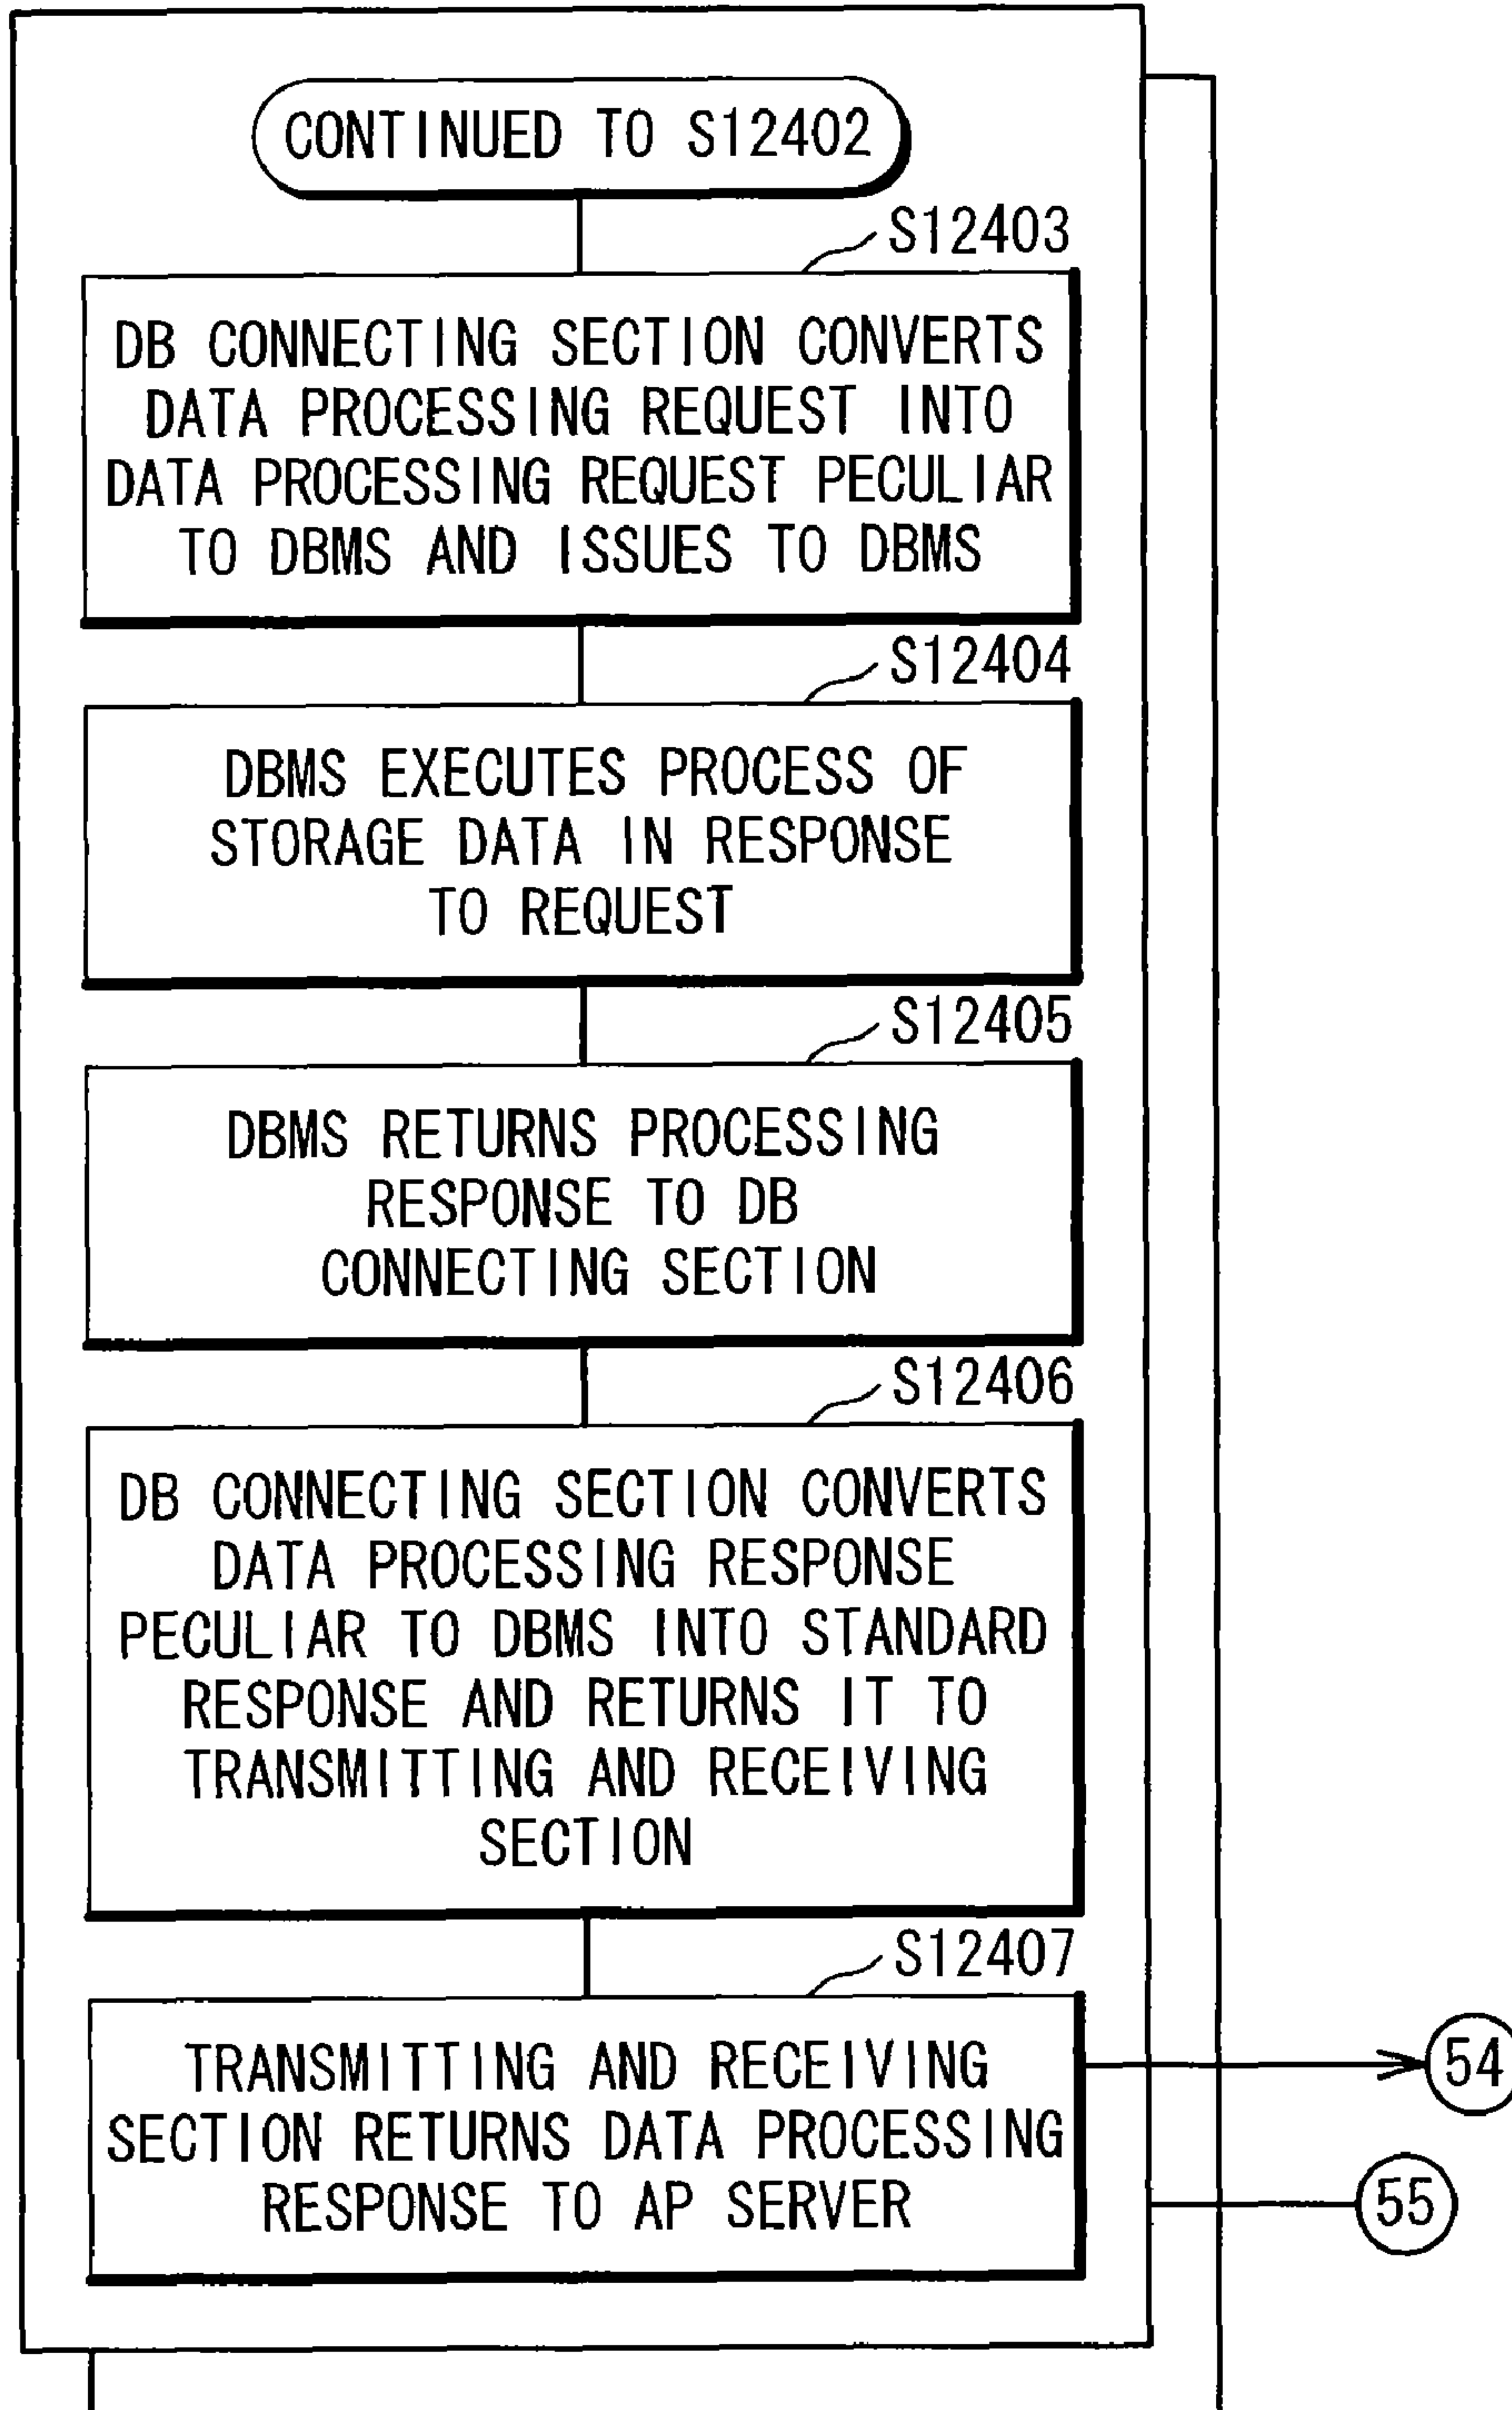 CONTINUED TO S12402
S12403
DB CONNECTING SECTION CONVERTS
DATA PROCESSING REQUEST INTO
DATA PROCESSING REQUEST PECULIAR
TO DBMS AND ISSUES TO DBMS
S12404
DBMS EXECUTES PROCESS OF
STORAGE DATA IN RESPONSE
TO REQUEST
S12405
DBMS RETURNS PROCESSING
RESPONSE TO DB
CONNECTING SECTION
S12406
DB CONNECTING SECTION CONVERTS
DATA PROCESSING RESPONSE
PECULIAR TO DBMS INTO STANDARD
RESPONSE AND RETURNS IT TO
TRANSMITTING AND RECEIVING
SECTION
S12407
TRANSMITTING AND RECEIVING
SECTION RETURNS DATA PROCESSING
RESPONSE TO AP SERVER
54
55